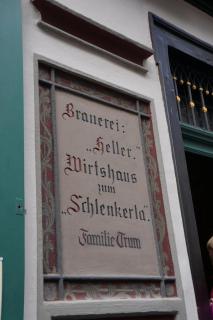 Brauerei:
„Heller."
Wirtshaus
zum
„Schlenkerla".
Familie Trum